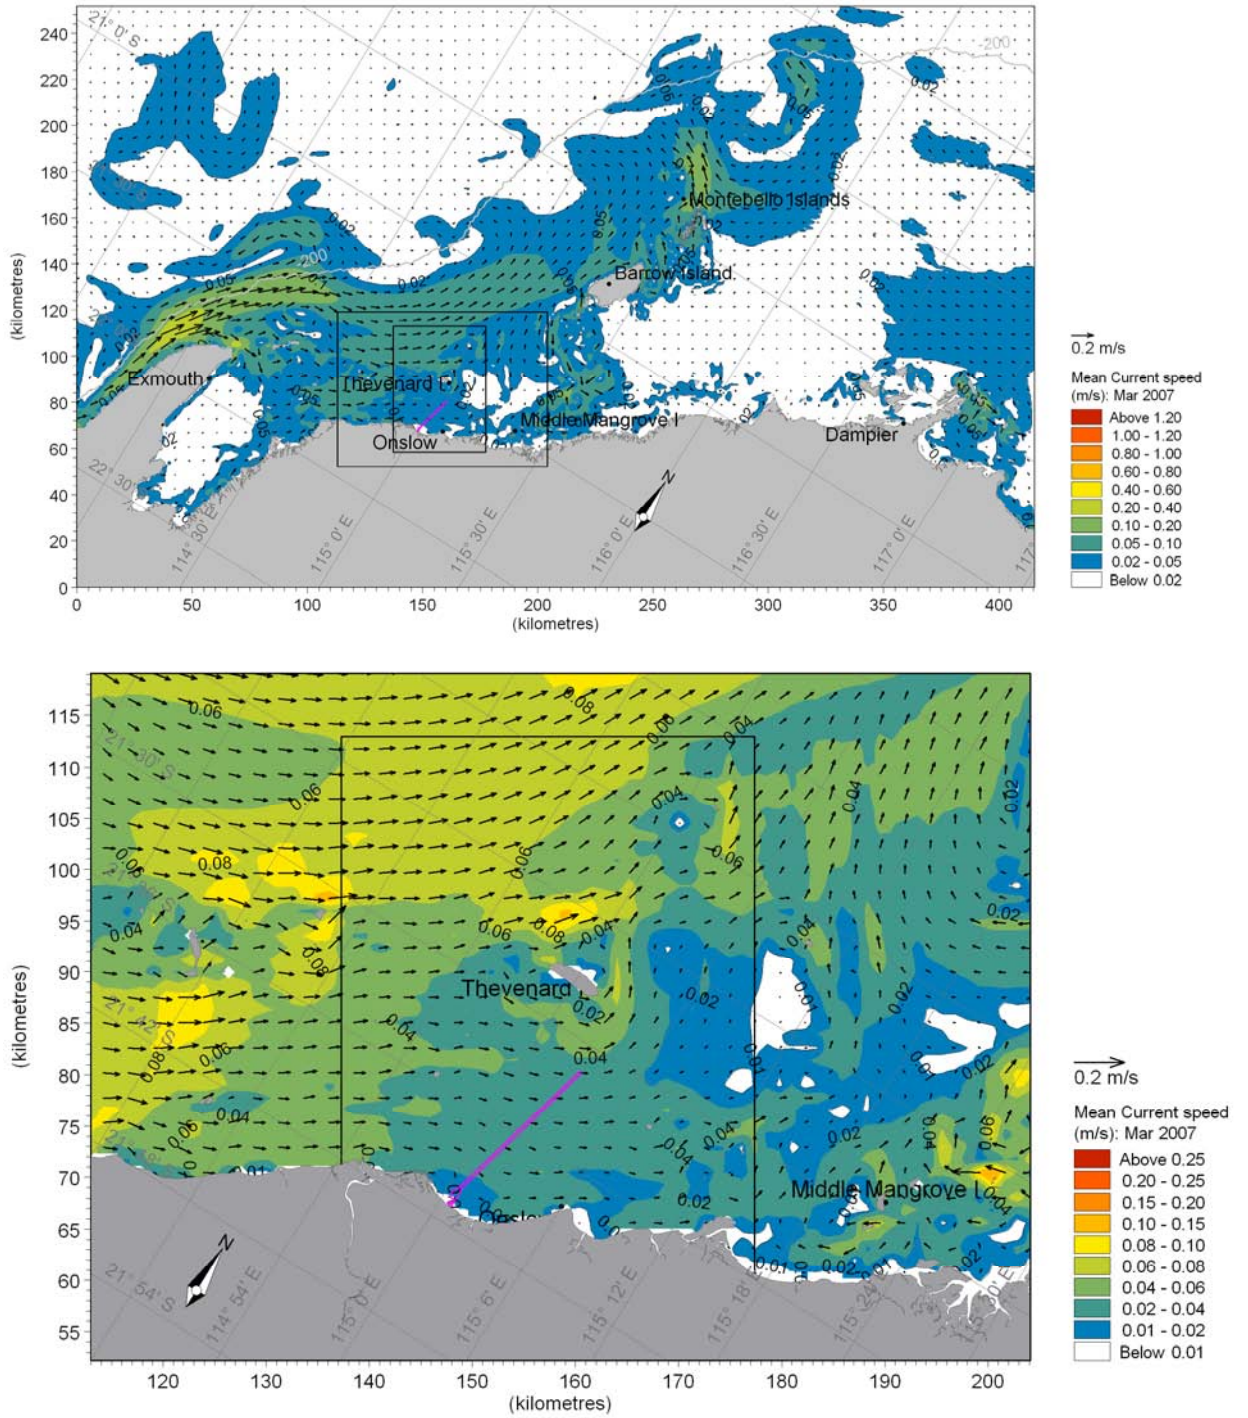 240
220
200
180
160
140
120
100
80
60
40
20
0
(kilometres)
0 50 100 150 200 250 300 350 400
(kilometres)
21° 0' S
22° 30'
-200
200
0.02
0.05
0.1
Montebello Islands
Barrow Island
Exmouth
Thevenard I
Middle Mangrove I
Onslow
Dampier
N
114° 30' E
115° 0' E
115° 30' E
116° 0' E
116° 30' E
117° 0' E
117°
0.2 m/s
Mean Current speed
(m/s): Mar 2007
Above 1.20
1.00 - 1.20
0.80 - 1.00
0.60 - 0.80
0.40 - 0.60
0.20 - 0.40
0.10 - 0.20
0.05 - 0.10
0.02 - 0.05
Below 0.02
115
110
105
100
95
90
85
80
75
70
65
60
55
(kilometres)
120 130 140 150 160 170 180 190 200
(kilometres)
21° 30' S
21° 42' S
21° 54' S
0.06
0.08
0.04
0.02
0.01
Thevenard
Middle Mangrove I
N
114° 54' E
115° 0' E
115° 6' E
115° 12' E
115° 18' E
115° 24' E
0.2 m/s
Mean Current speed
(m/s): Mar 2007
Above 0.25
0.20 - 0.25
0.15 - 0.20
0.10 - 0.15
0.08 - 0.10
0.06 - 0.08
0.04 - 0.06
0.02 - 0.04
0.01 - 0.02
Below 0.01